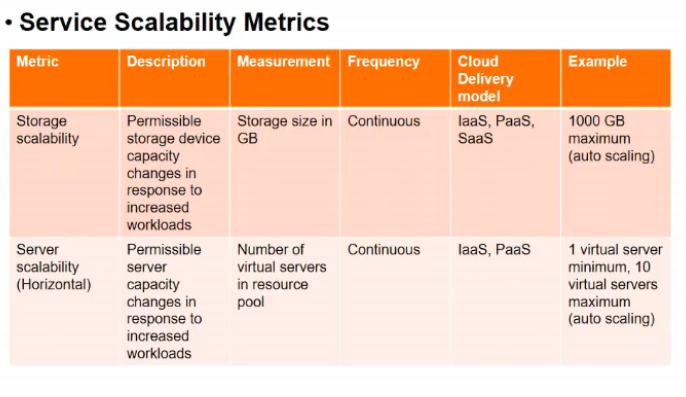 • Service Scalability Metrics
Metric
Description
Measurement
Frequency
Cloud
Delivery
model
Example
Storage
scalability
Permissible
storage device
capacity
changes in
response to
increased
workloads
Storage size in
GB
Continuous
IaaS, PaaS,
SaaS
1000 GB
maximum
(auto scaling)
Server
scalability
(Horizontal)
Permissible
server
capacity
changes in
response to
increased
workloads
Number of
virtual servers
in resource
pool
Continuous
IaaS, PaaS
1 virtual server
minimum, 10
virtual servers
maximum
(auto scaling)